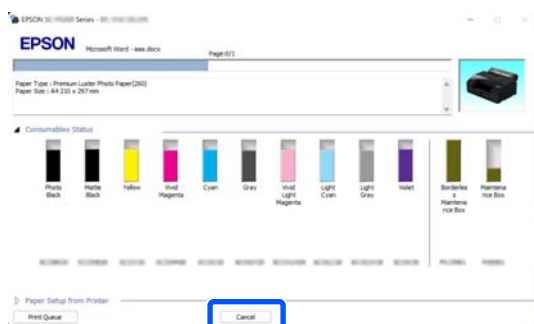 EPSON Series -
EPSON
Microsoft Word - aaa.docx
Page:0/1
Paper Type : Premium Luster Photo Paper(260)
Paper Size : A4 210 x 297 mm
Consumables Status
Photo Black
Matte Black
Yellow
Vivid Magenta
Cyan
Gray
Vivid Light Magenta
Light Cyan
Light Gray
Violet
Borderles s Maintena nce Box
Maintena nce Box
Paper Setup from Printer
Print Queue
Cancel